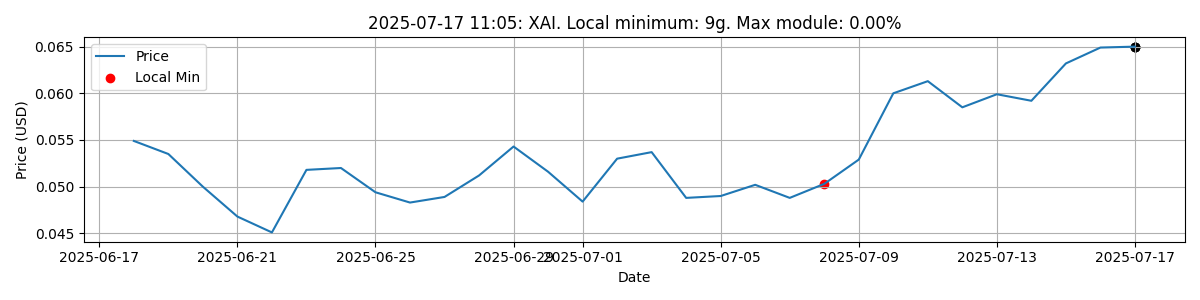 2025-07-17 11:05: XAI. Local minimum: 9g. Max module: 0.00%
Price
Local Min
Price (USD)
0.065
0.060
0.055
0.050
0.045
2025-06-17 2025-06-21 2025-06-25 2025-06-29 2025-07-01 2025-07-05 2025-07-09 2025-07-13 2025-07-17
Date